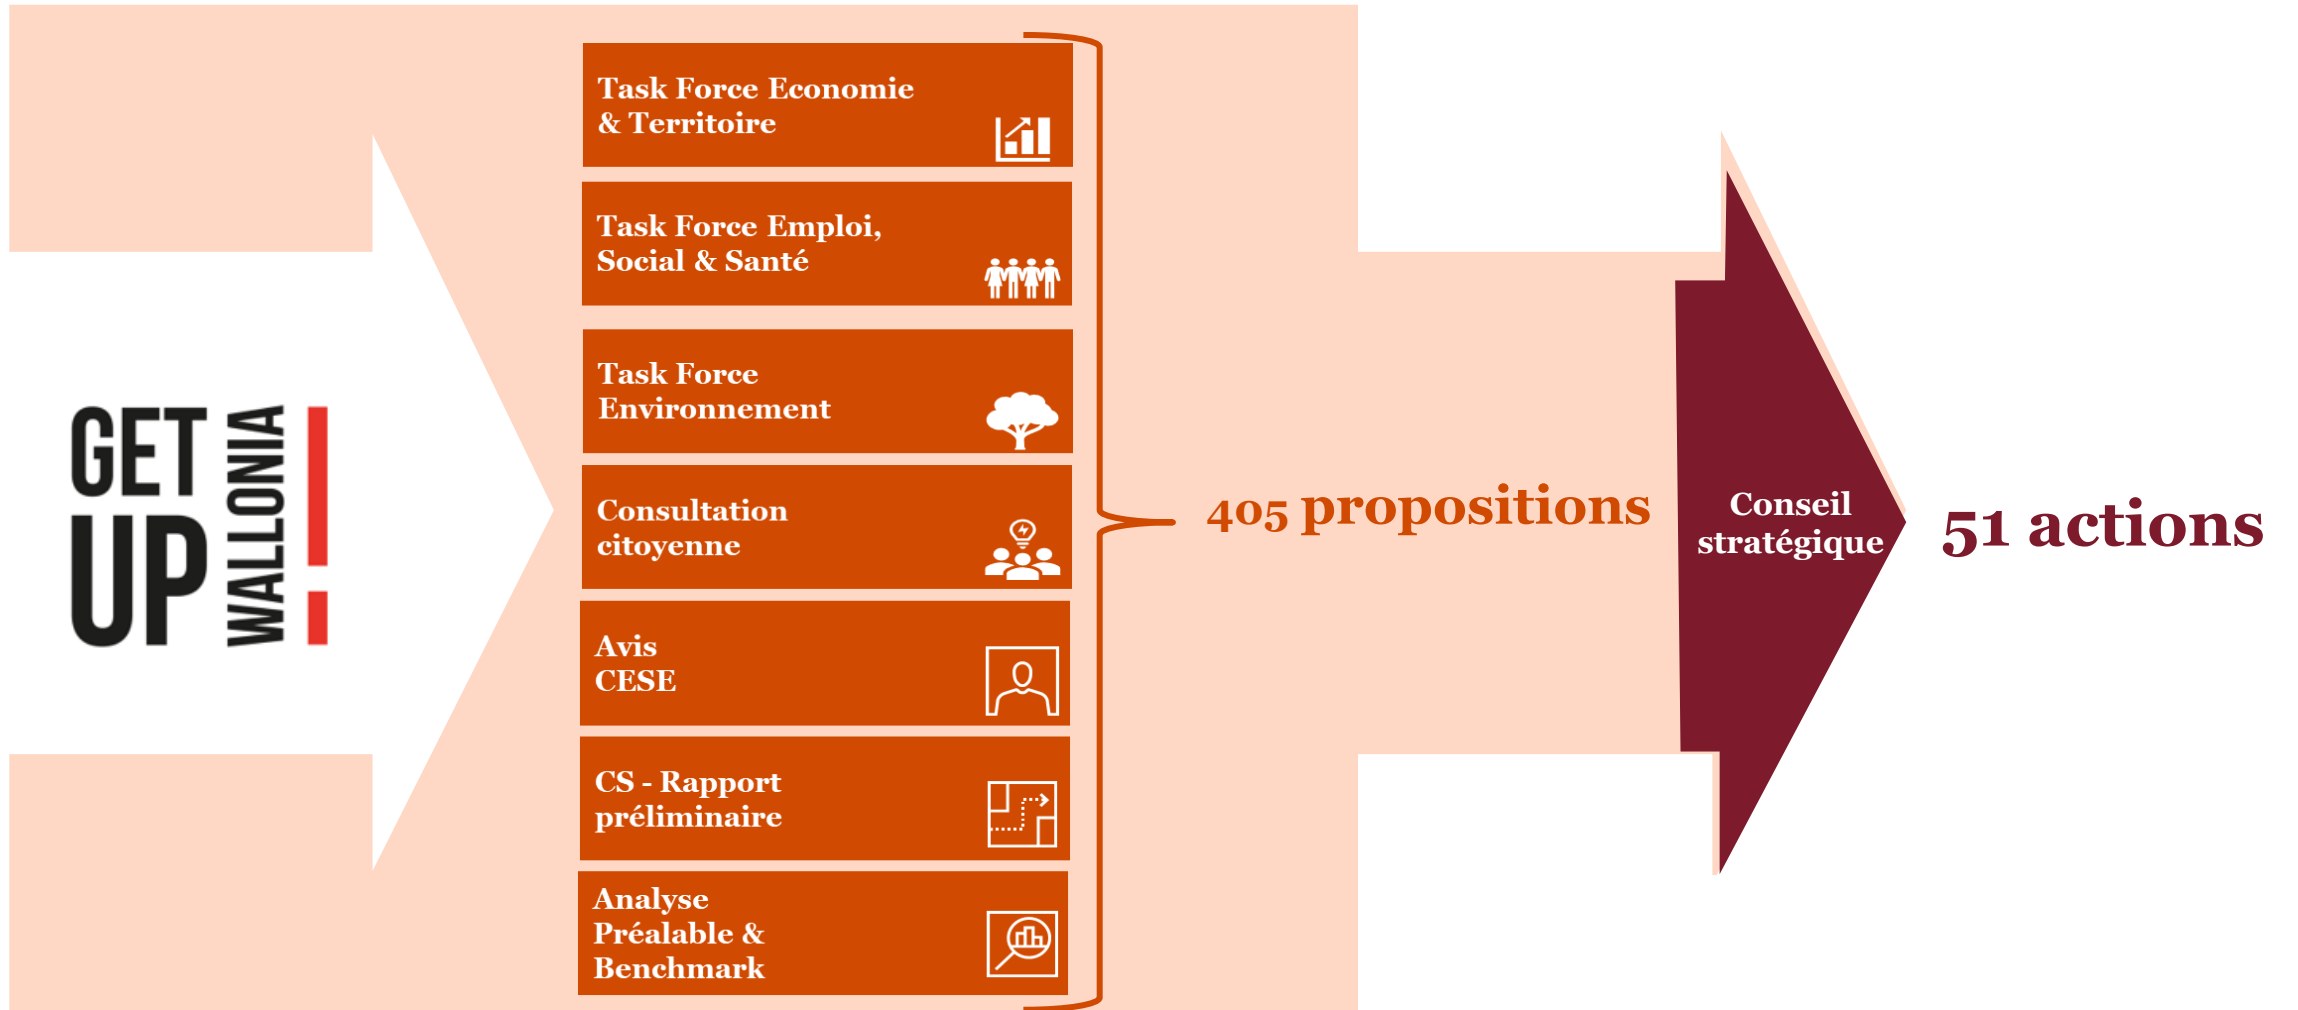 GET
UP
WALLONIA
!
Task Force Economie
& Territoire
Task Force Emploi,
Social & Santé
Task Force
Environnement
Consultation
citoyenne
Avis
CESE
CS - Rapport
préliminaire
Analyse
Préalable &
Benchmark
405 propositions
Conseil
stratégique
51 actions